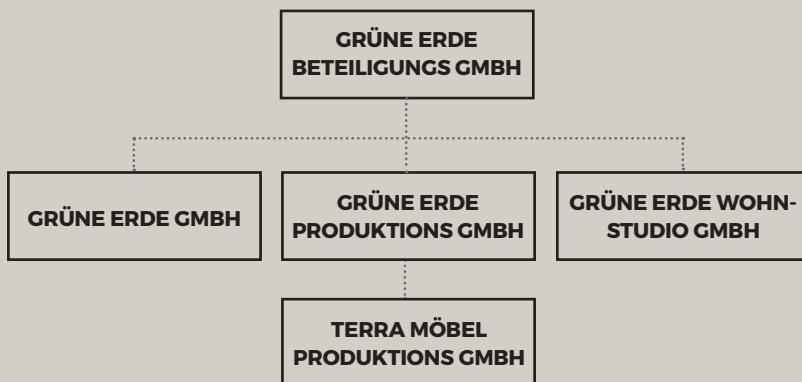 GRÜNE ERDE
BETEILIGUNGS GMBH
GRÜNE ERDE GMBH
GRÜNE ERDE
PRODUKTIONS GMBH
GRÜNE ERDE WOHN-
STUDIO GMBH
TERRA MÖBEL
PRODUKTIONS GMBH